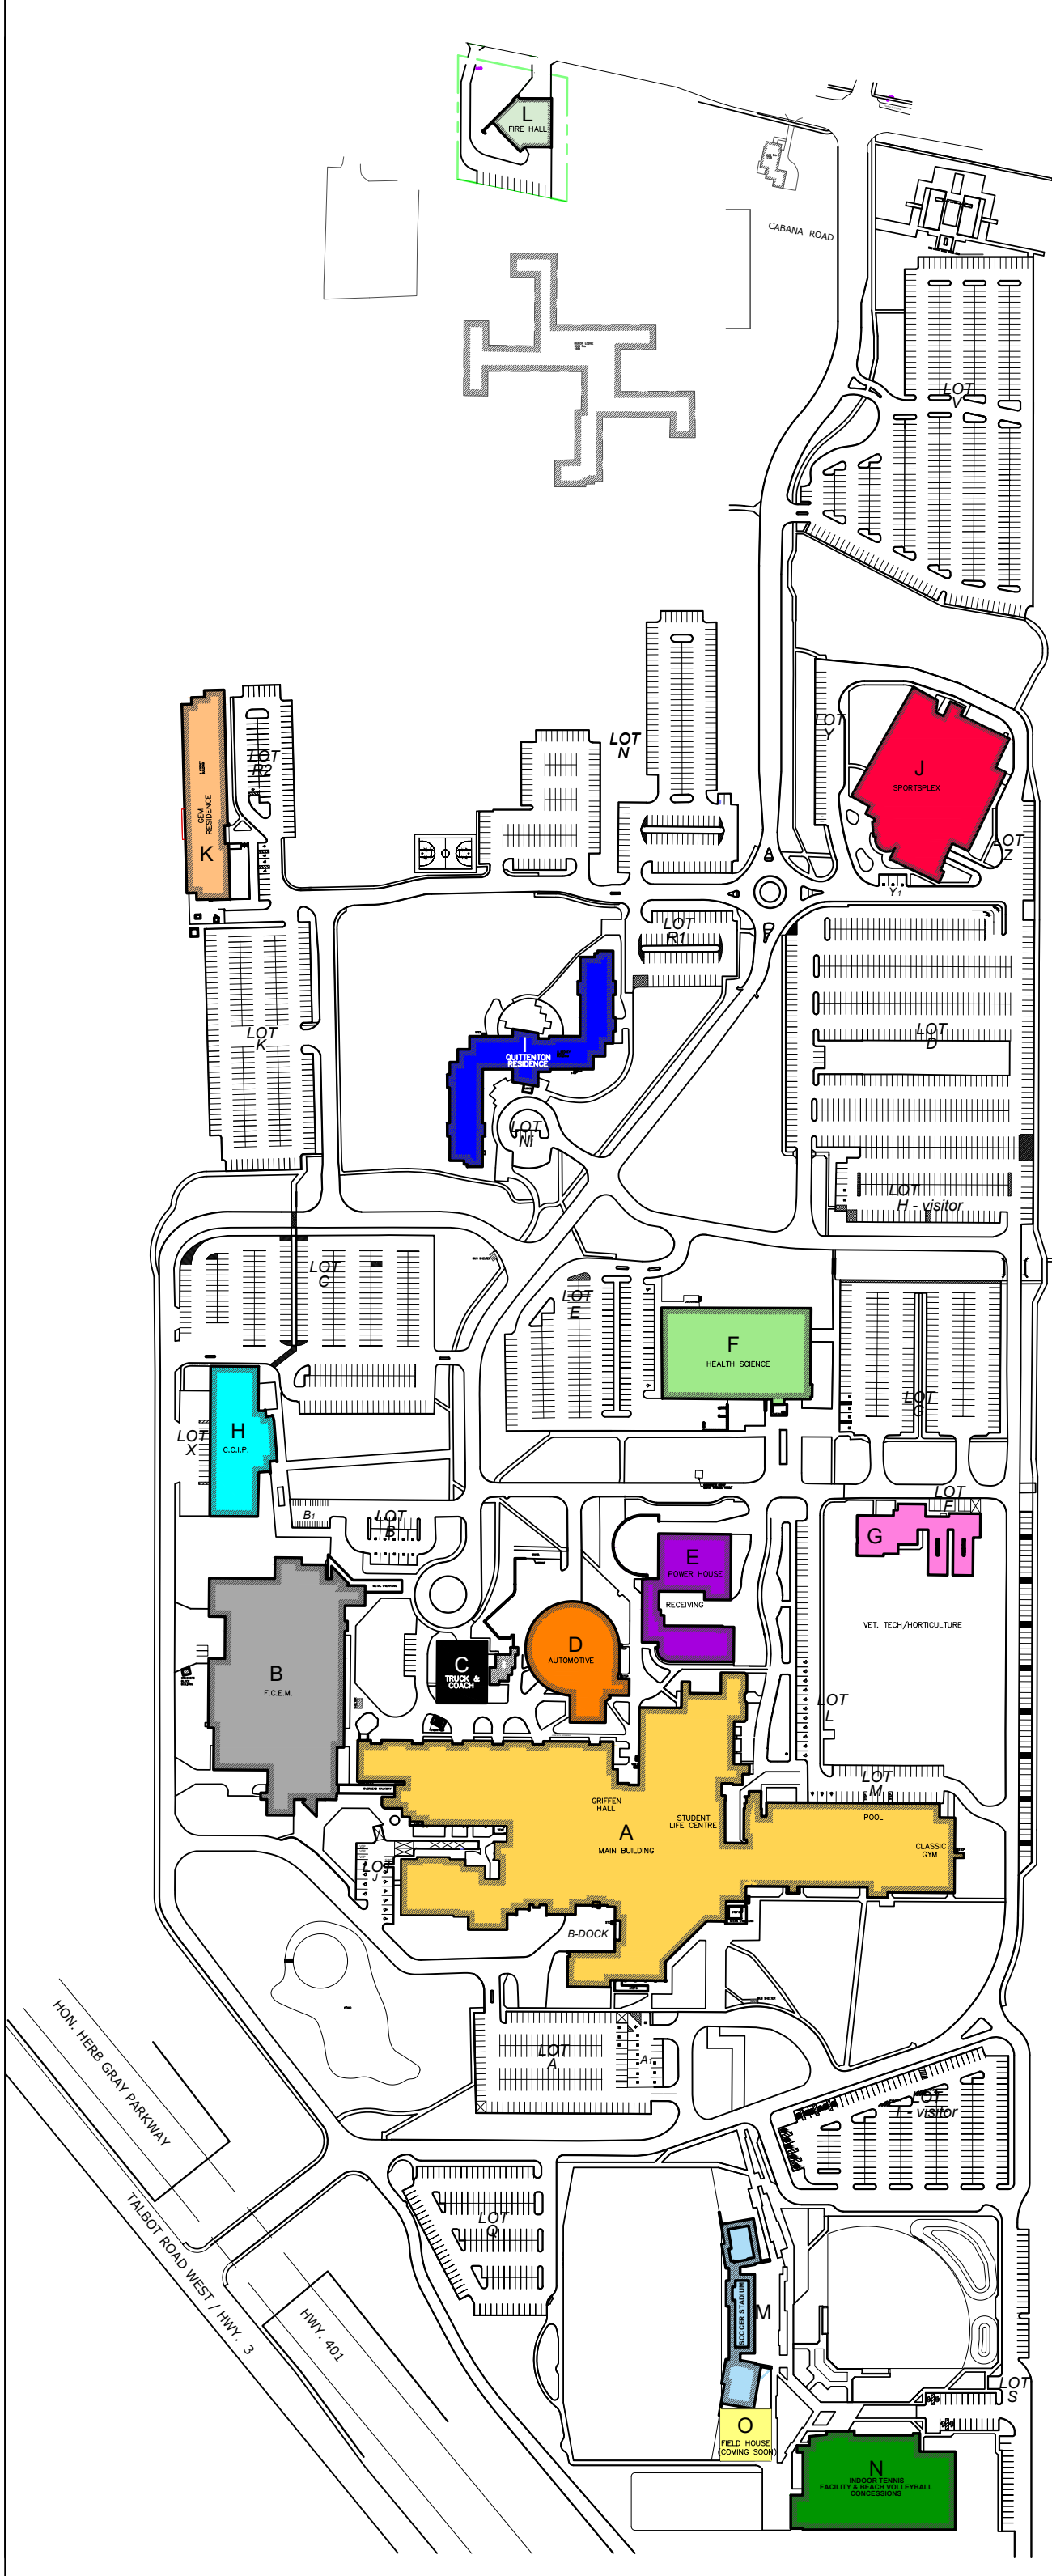 L
FIRE HALL
CABANA ROAD
LOT
V
LOT
N
LOT
Y
J
SPORTSPLEX
LOT
R2
GEM
RESIDENCE
K
LOT
Z
Y1
LOT
R1
LOT
K
LOT
D
I
QUITTENTON
RESIDENCE
LOT
Ni
LOT
H - visitor
LOT
C
LOT
E
F
HEALTH SCIENCE
LOT
G
H
C.C.I.P.
LOT
X
LOT
F
B1
LOT
B
G
E
POWER HOUSE
RECEIVING
VET. TECH/HORTICULTURE
D
AUTOMOTIVE
C
TRUCK &
COACH
B
F.C.E.M.
LOT
L
LOT
M
GRIFFEN
HALL
STUDENT
LIFE CENTRE
POOL
A
MAIN BUILDING
CLASSIC
GYM
LOT
J
B-DOCK
LOT
A
A1
HON. HERB GRAY PARKWAY
LOT
T - visitor
TALBOT ROAD WEST / HWY. 3
LOT
Q
HWY. 401
SOCCER STADIUM
M
LOT
S
O
FIELD HOUSE
(COMING SOON)
N
INDOOR TENNIS
FACILITY & BEACH VOLLEYBALL
CONCESSIONS